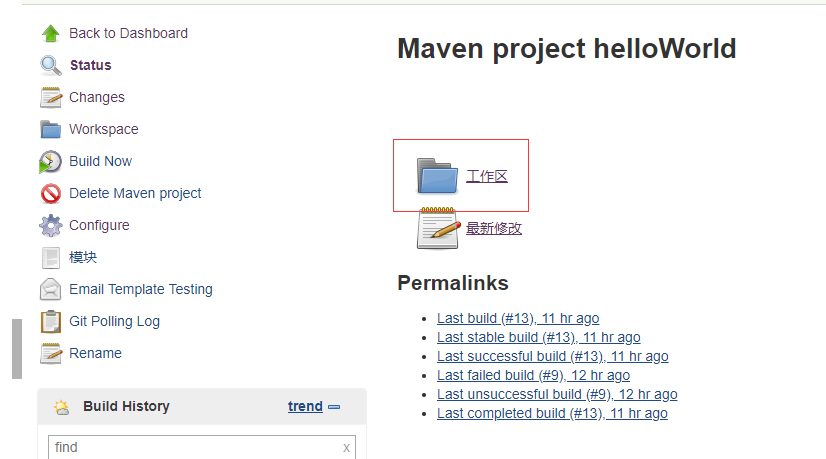 Back to Dashboard
Status
Changes
Workspace
Build Now
Delete Maven project
Configure
模块
Email Template Testing
Git Polling Log
Rename
Build History
trend
find
x
Maven project helloWorld
工作区
最新修改
Permalinks
Last build (#13), 11 hr ago
Last stable build (#13), 11 hr ago
Last successful build (#13), 11 hr ago
Last failed build (#9), 12 hr ago
Last unsuccessful build (#9), 12 hr ago
Last completed build (#13), 11 hr ago